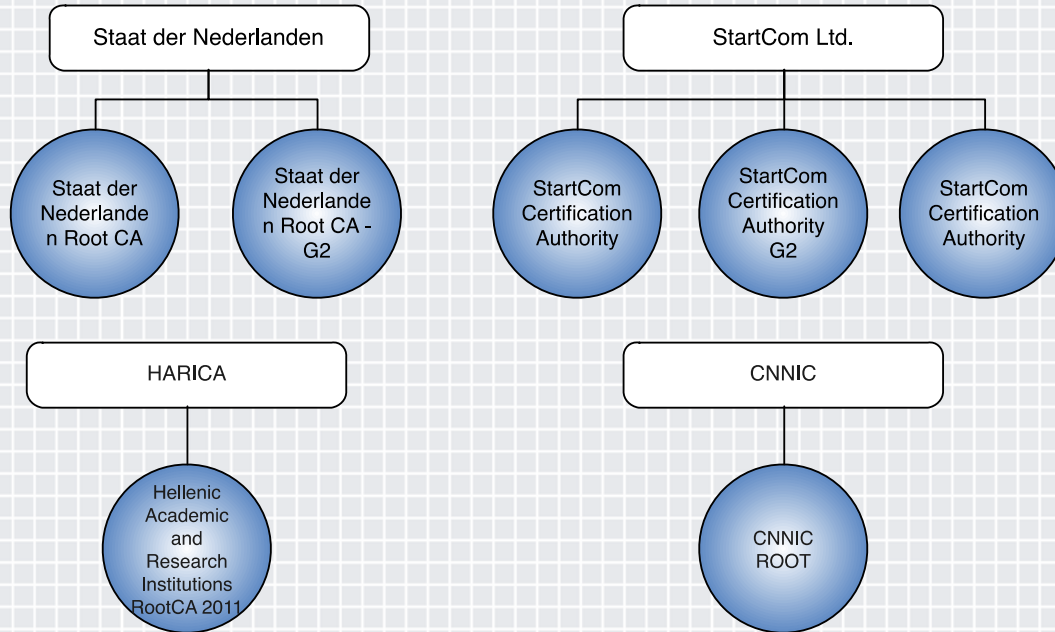 Staat der Nederlanden
StartCom Ltd.
Staat der
Nederlande
n Root CA
Staat der
Nederlande
n Root CA -
G2
StartCom
Certification
Authority
StartCom
Certification
Authority
G2
StartCom
Certification
Authority
HARICA
CNNIC
Hellenic
Academic
and
Research
Institutions
RootCA 2011
CNNIC
ROOT